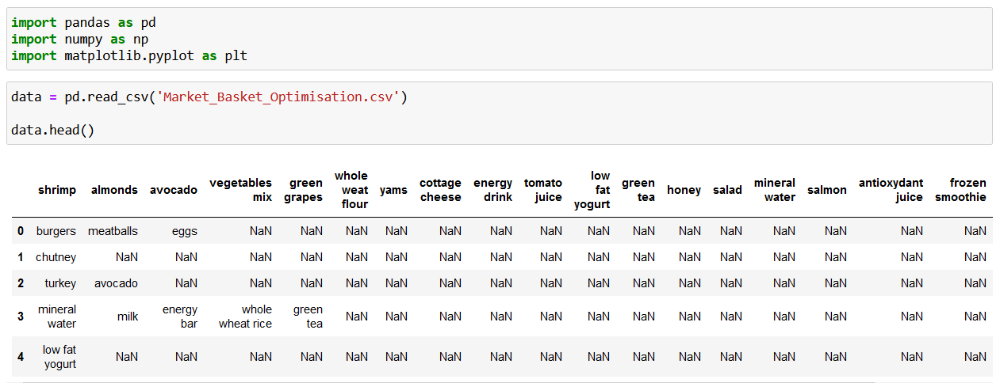 import pandas as pd
import numpy as np
import matplotlib.pyplot as plt
data = pd.read_csv('Market_Basket_Optimisation.csv')
data.head()
shrimp almonds avocado vegetables mix green grapes whole weat flour yams cottage cheese energy drink tomato juice low fat yogurt green tea honey salad mineral water salmon antioxydant juice frozen smoothie
0 burgers meatballs eggs NaN NaN NaN NaN NaN NaN NaN NaN NaN NaN NaN NaN NaN NaN NaN
1 chutney NaN NaN NaN NaN NaN NaN NaN NaN NaN NaN NaN NaN NaN NaN NaN NaN NaN
2 turkey avocado NaN NaN NaN NaN NaN NaN NaN NaN NaN NaN NaN NaN NaN NaN NaN NaN
3 mineral water milk energy bar whole wheat rice green tea NaN NaN NaN NaN NaN NaN NaN NaN NaN NaN NaN NaN NaN
4 low fat yogurt NaN NaN NaN NaN NaN NaN NaN NaN NaN NaN NaN NaN NaN NaN NaN NaN NaN